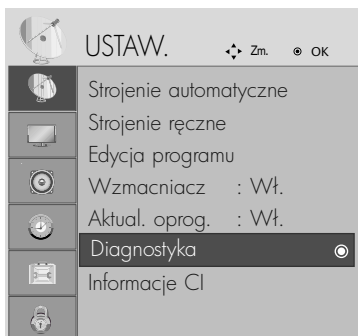 USTAW. Zm. OK
Strojenie automatyczne
Strojenie ręczne
Edycja programu
Wzmacniacz : Wł.
Aktual. oprog. : Wł.
Diagnostyka
Informacje CI